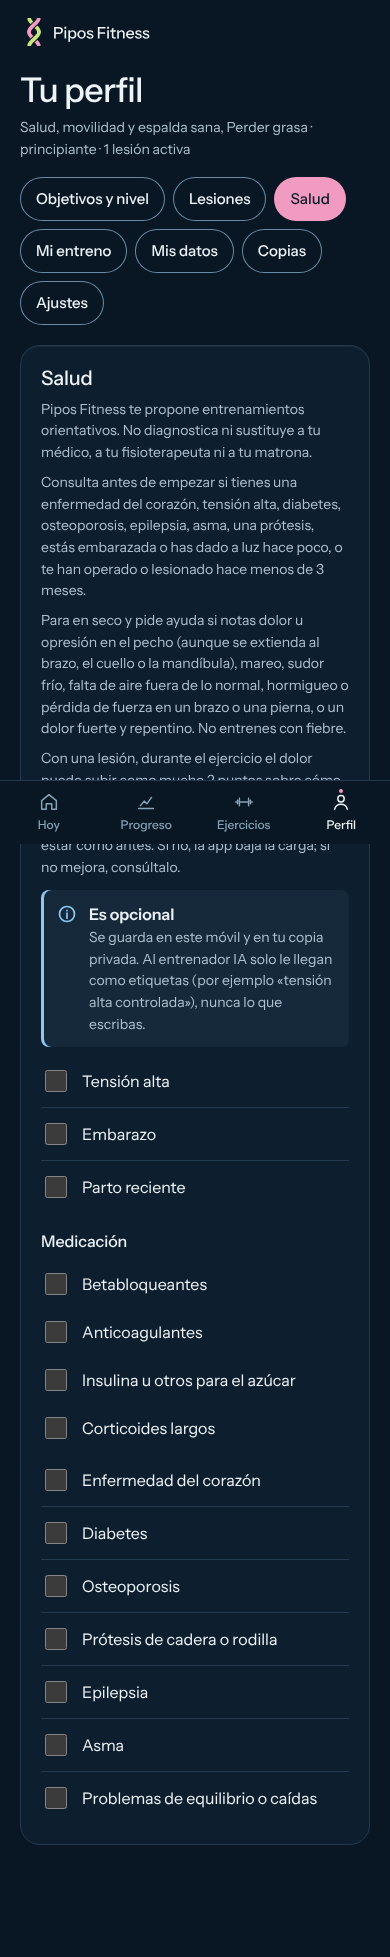 Pipos Fitness
Tu perfil
Salud, movilidad y espalda sana, Perder grasa ·
principiante · 1 lesión activa
Objetivos y nivel
Lesiones
Salud
Mi entreno
Mis datos
Copias
Ajustes
Salud
Pipos Fitness te propone entrenamientos
orientativos. No diagnostica ni sustituye a tu
médico, a tu fisioterapeuta ni a tu matrona.
Consulta antes de empezar si tienes una
enfermedad del corazón, tensión alta, diabetes,
osteoporosis, epilepsia, asma, una prótesis,
estás embarazada o has dado a luz hace poco, o
te han operado o lesionado hace menos de 3
meses.
Para en seco y pide ayuda si notas dolor u
opresión en el pecho (aunque se extienda al
brazo, el cuello o la mandíbula), mareo, sudor
frío, falta de aire fuera de lo normal, hormigueo o
pérdida de fuerza en un brazo o una pierna, o un
dolor fuerte y repentino. No entrenes con fiebre.
Con una lesión, durante el ejercicio el dolor
puede subir como mucho 2 puntos sobre cómo
Hoy
Progreso
Ejercicios
Perfil
estar como antes. Si no, la app baja la carga; si
no mejora, consúltalo.
Es opcional
Se guarda en este móvil y en tu copia
privada. Al entrenador IA solo le llegan
como etiquetas (por ejemplo «tensión
alta controlada»), nunca lo que
escribas.
Tensión alta
Embarazo
Parto reciente
Medicación
Betabloqueantes
Anticoagulantes
Insulina u otros para el azúcar
Corticoides largos
Enfermedad del corazón
Diabetes
Osteoporosis
Prótesis de cadera o rodilla
Epilepsia
Asma
Problemas de equilibrio o caídas